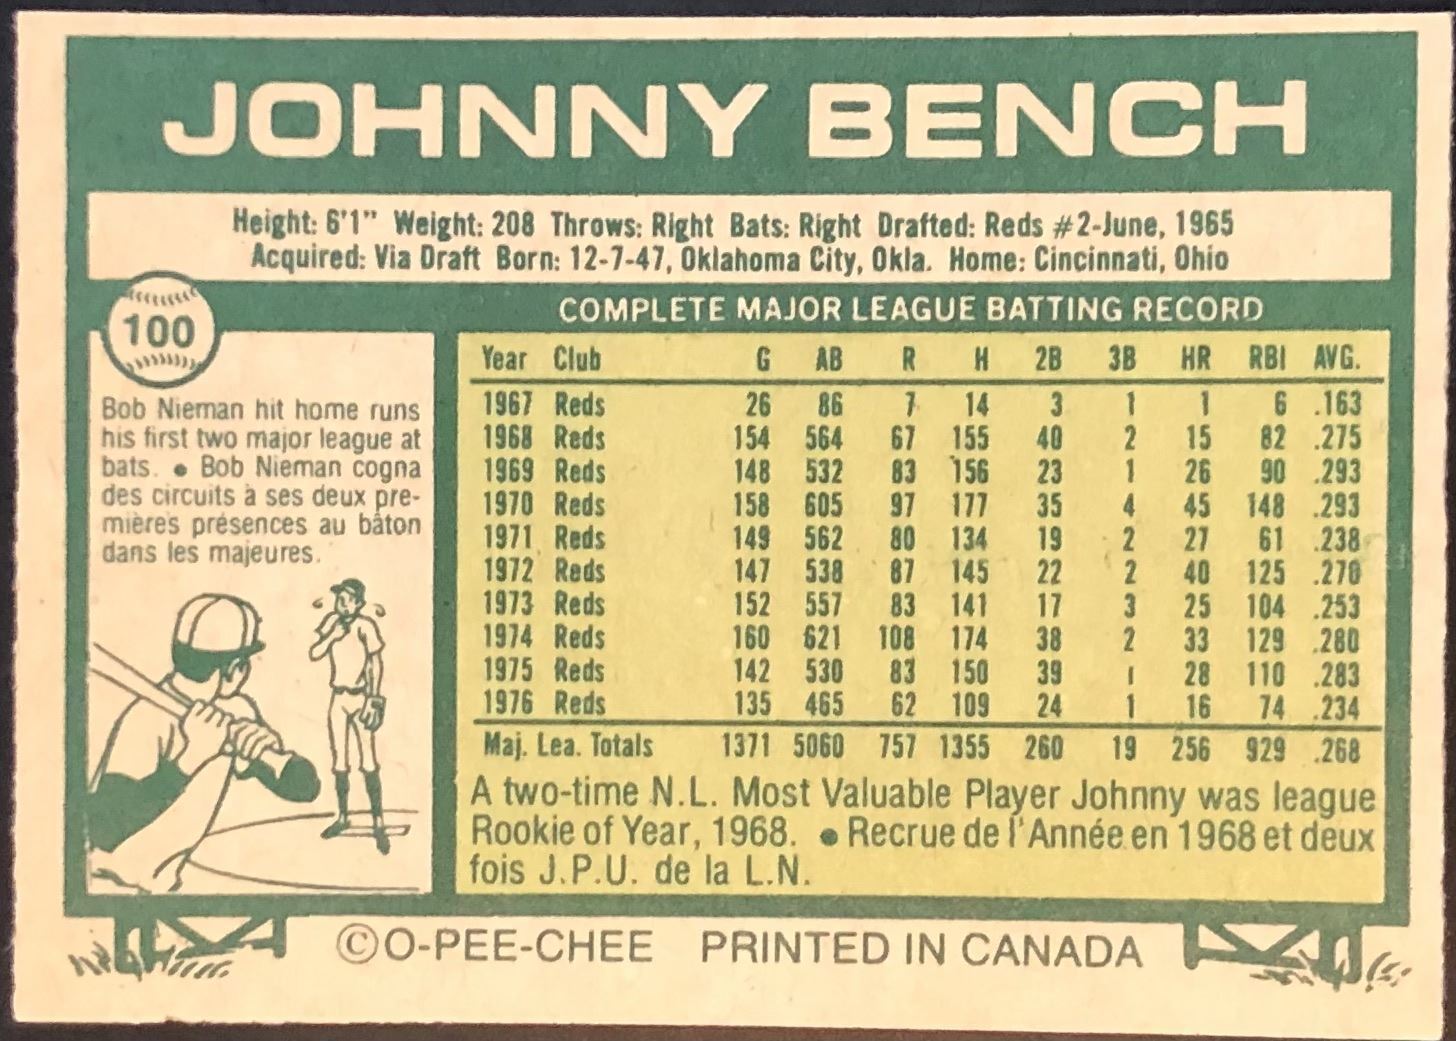 JOHNNY BENCH
Height: 6'1" Weight: 208 Throws: Right Bats: Right Drafted: Reds #2-June, 1965
Acquired: Via Draft Born: 12-7-47, Oklahoma City, Okla. Home: Cincinnati, Ohio
100
Bob Nieman hit home runs
his first two major league at
bats. • Bob Nieman cogna
des circuits à ses deux pre-
mières présences au bâton
dans les majeures.
COMPLETE MAJOR LEAGUE BATTING RECORD
Year Club G AB R H 2B 3B HR RBI AVG.
1967 Reds 26 86 7 14 3 1 1 6 .163
1968 Reds 154 564 67 155 40 2 15 82 .275
1969 Reds 148 532 83 156 23 1 26 90 .293
1970 Reds 158 605 97 177 35 4 45 148 .293
1971 Reds 149 562 80 134 19 2 27 61 .238
1972 Reds 147 538 87 145 22 2 40 125 .270
1973 Reds 152 557 83 141 17 3 25 104 .253
1974 Reds 160 621 108 174 38 2 33 129 .280
1975 Reds 142 530 83 150 39 1 28 110 .283
1976 Reds 135 465 62 109 24 1 16 74 .234
Maj. Lea. Totals 1371 5060 757 1355 260 19 256 929 .268
A two-time N.L. Most Valuable Player Johnny was league
Rookie of Year, 1968. • Recrue de l'Année en 1968 et deux
fois J.P.U. de la L.N.
©O-PEE-CHEE PRINTED IN CANADA